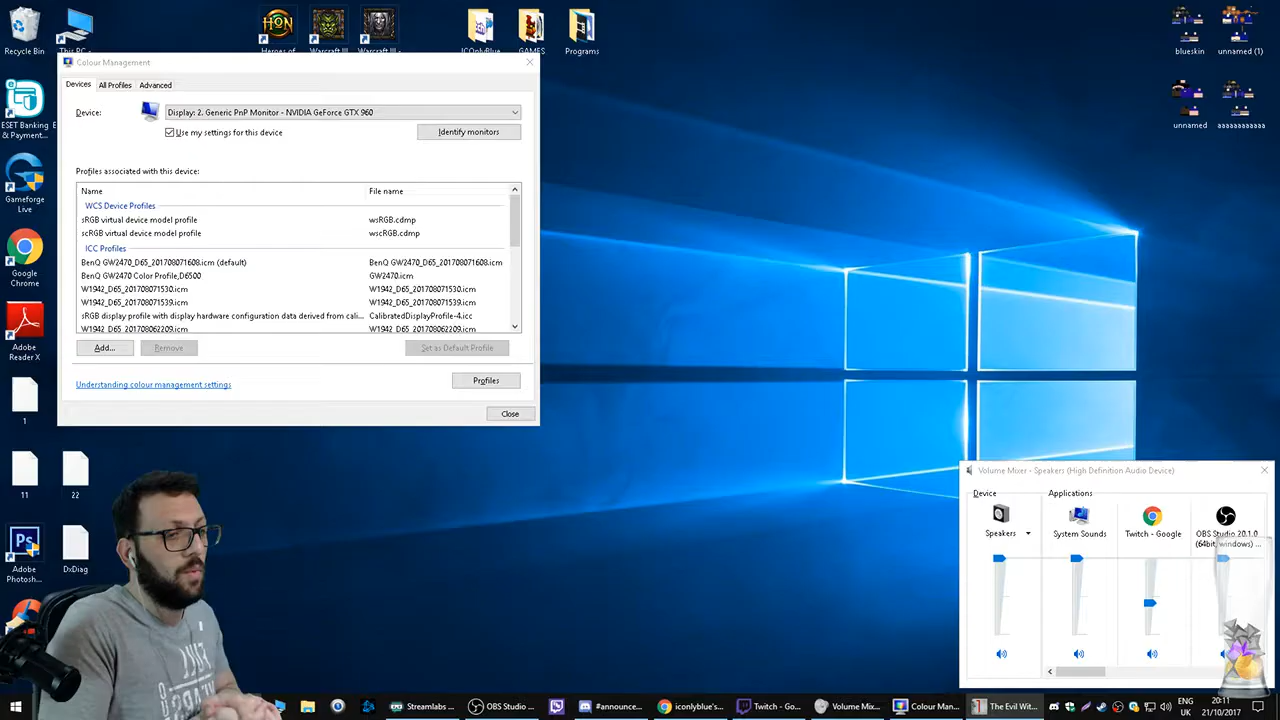 Recycle Bin
This PC -
Heroes of
Warcraft III
Warcraft III -
ICOnlyBlue
GAMES
Programs
blueskin
unnamed (1)
unnamed
aaaaaaaaaaa
ESET Banking
& Payment...
Gameforge
Live
Google
Chrome
Adobe
Reader X
1
11
22
Ps
Adobe
Photosh...
DxDiag
Colour Management
Devices
All Profiles
Advanced
Device:
Display: 2. Generic PnP Monitor - NVIDIA GeForce GTX 960
Use my settings for this device
Identify monitors
Profiles associated with this device:
Name
File name
WCS Device Profiles
sRGB virtual device model profile
wsRGB.cdmp
scRGB virtual device model profile
wscRGB.cdmp
ICC Profiles
BenQ GW2470_D65_201708071608.icm (default)
BenQ GW2470_D65_201708071608.icm
BenQ GW2470 Color Profile,D6500
GW2470.icm
W1942_D65_201708071530.icm
W1942_D65_201708071530.icm
W1942_D65_201708071539.icm
W1942_D65_201708071539.icm
sRGB display profile with display hardware configuration data derived from cali...
CalibratedDisplayProfile-4.icc
W1942_D65_201708062209.icm
W1942_D65_201708062209.icm
Add...
Remove
Set as Default Profile
Understanding colour management settings
Profiles
Close
Volume Mixer - Speakers (High Definition Audio Device)
Device
Applications
Speakers
System Sounds
Twitch - Google
OBS Studio 20.1.0
(64bit, windows) ...
Streamlabs ...
OBS Studio ...
#announce...
iconlyblue's...
Twitch - Go...
Volume Mix...
Colour Man...
The Evil Wit...
ENG
UK
20:11
21/10/2017